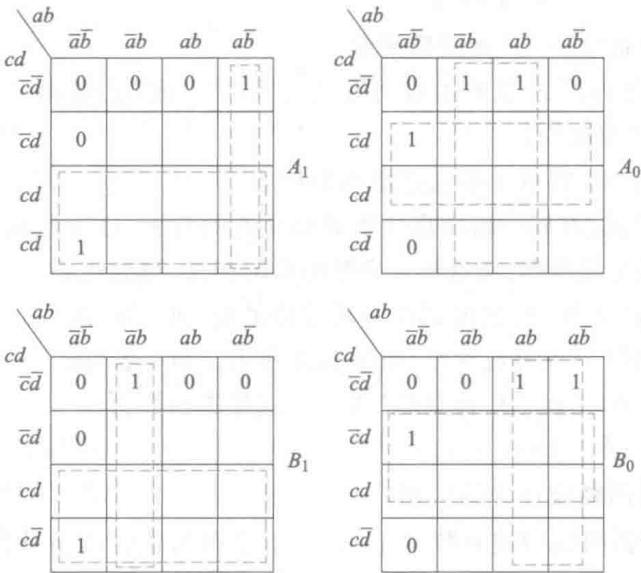 ab ab
a̅b̅ a̅b ab ab̅ a̅b̅ a̅b ab ab̅
cd cd
c̅d̅ 0 0 0 1 c̅d̅ 0 1 1 0
c̅d 0 c̅d 1
A₁ A₀
cd cd
cd̅ 1 cd̅ 0
ab ab
a̅b̅ a̅b ab ab̅ a̅b̅ a̅b ab ab̅
cd cd
c̅d̅ 0 1 0 0 c̅d̅ 0 0 1 1
c̅d 0 c̅d 1
B₁ B₀
cd cd
cd̅ 1 cd̅ 0